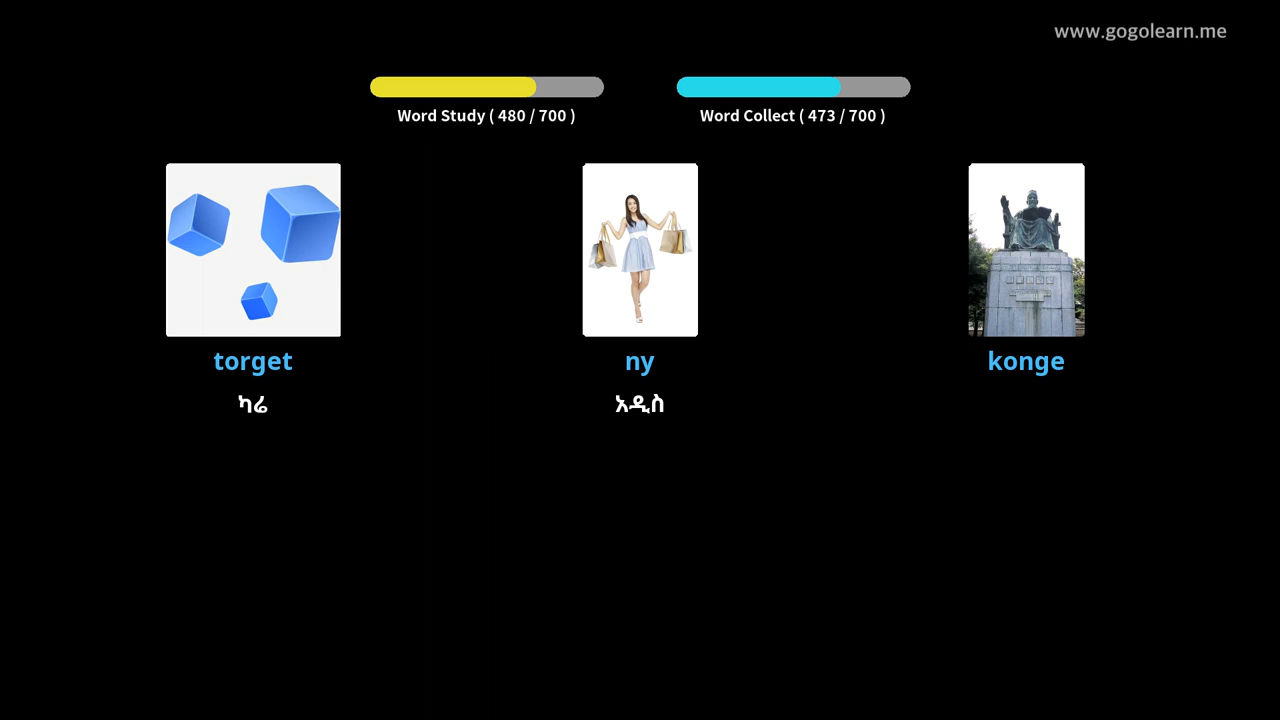 www.gogolearn.me
Word Study ( 480 / 700 )
Word Collect ( 473 / 700 )
torget
ny
konge
ካሬ
አዲስ